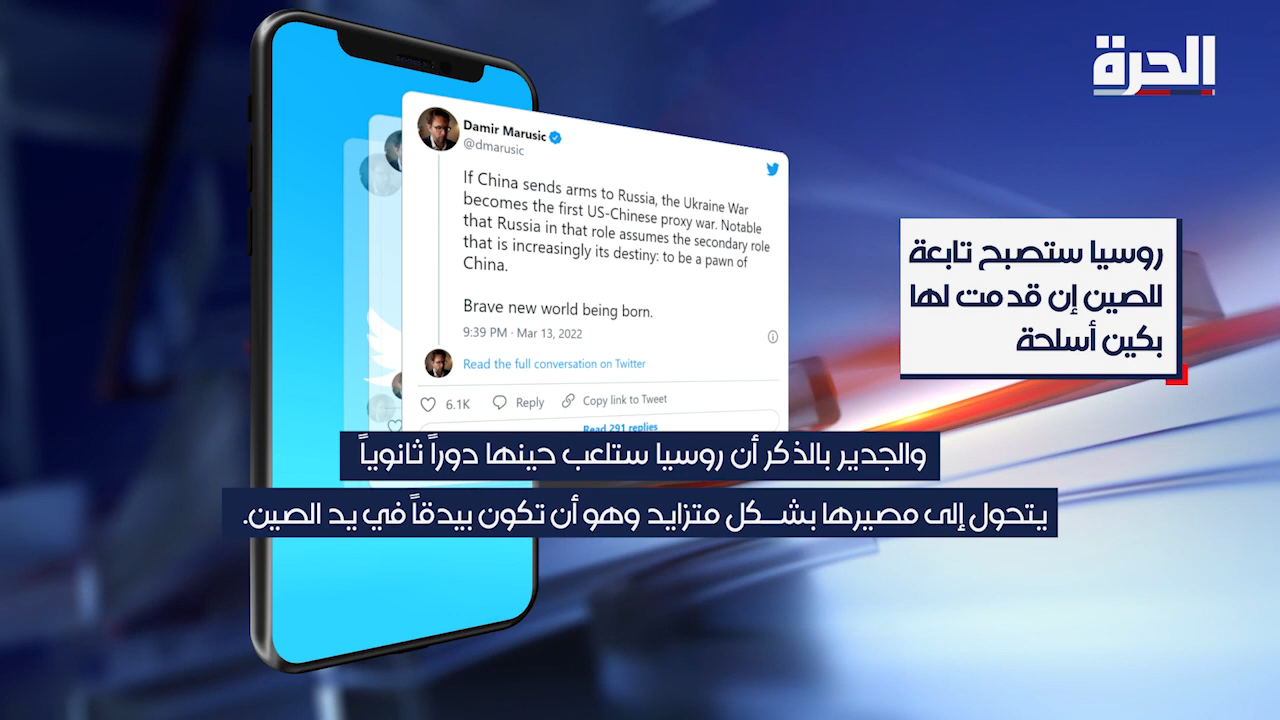 الحرة
Damir Marusic
@dmarusic
If China sends arms to Russia, the Ukraine War
becomes the first US-Chinese proxy war. Notable
that Russia in that role assumes the secondary role
that is increasingly its destiny: to be a pawn of
China.
Brave new world being born.
9:39 PM · Mar 13, 2022
Read the full conversation on Twitter
6.1K Reply Copy link to Tweet
Read 291 replies
روسيا ستصبح تابعة
للصين إن قدمت لها
بكين أسلحة
والجدير بالذكر أن روسيا ستلعب حينها دوراً ثانوياً
يتحول إلى مصيرها بشكل متزايد وهو أن تكون بيدقاً في يد الصين.